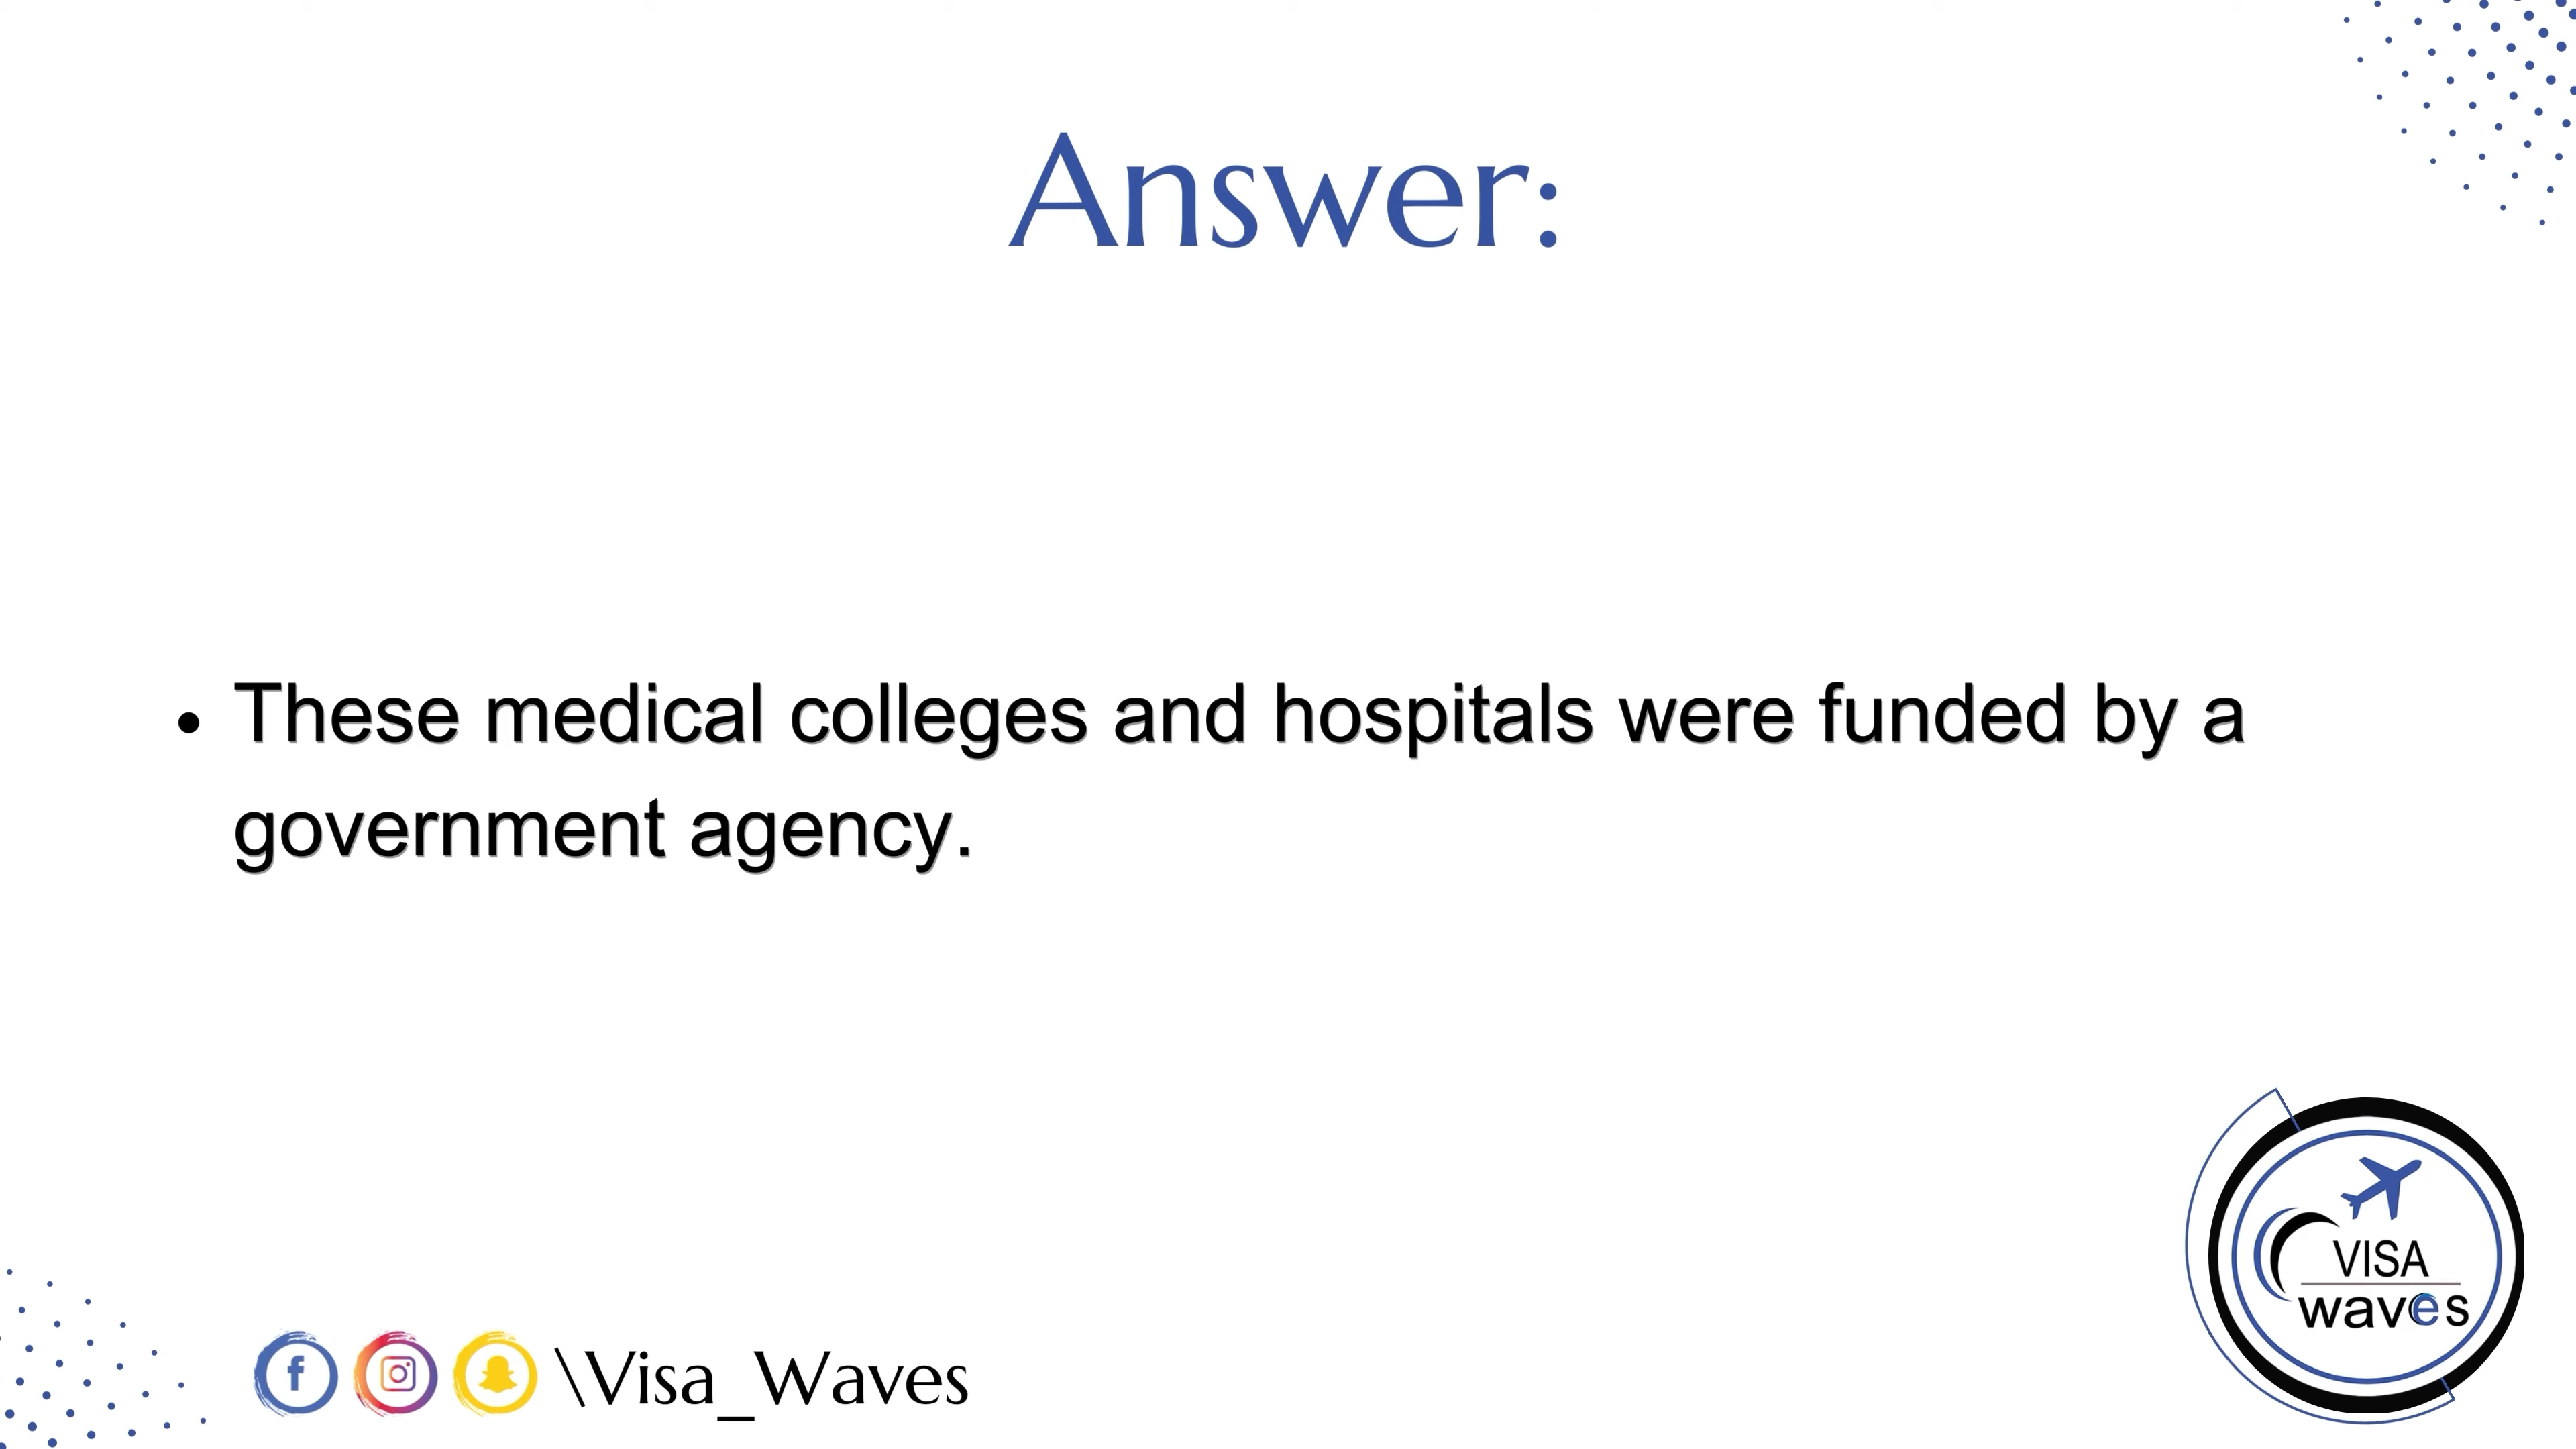 Answer:
• These medical colleges and hospitals were funded by a
government agency.
VISA
waves
\Visa_Waves